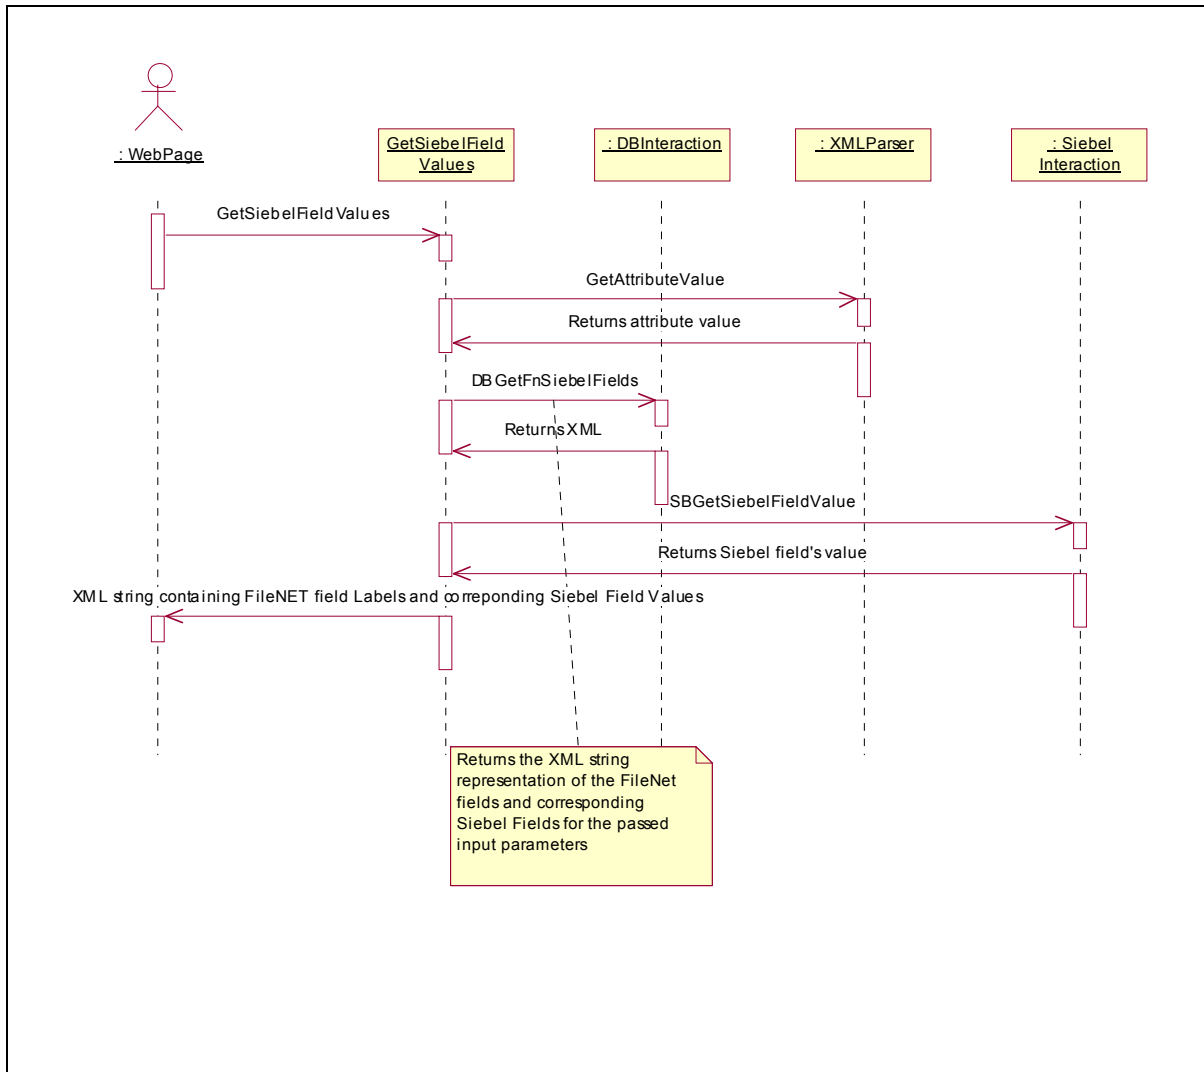 : WebPage
GetSiebelField
Values
: DBInteraction
: XMLParser
: Siebel
Interaction
GetSiebelFieldValues
GetAttributeValue
Returns attribute value
DBGetFnSiebelFields
Returns XML
SBGetSiebelFieldValue
Returns Siebel field's value
XML string containing FileNET field Labels and correponding Siebel Field Values
Returns the XML string
representation of the FileNet
fields and corresponding
Siebel Fields for the passed
input parameters